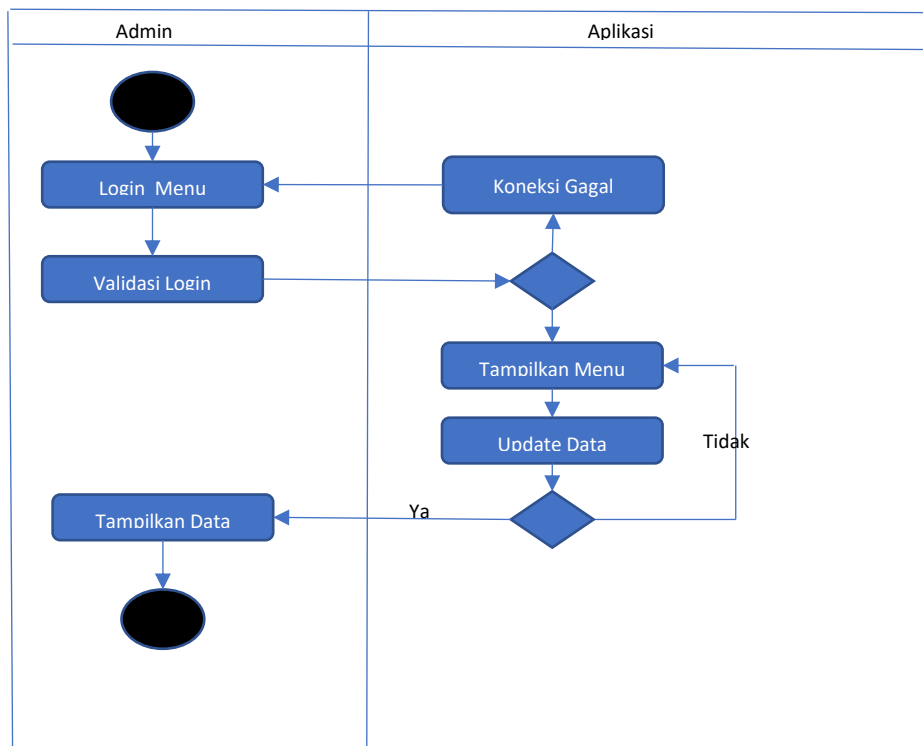 Admin
Aplikasi
Login Menu
Koneksi Gagal
Validasi Login
Tampilkan Menu
Update Data
Tidak
Ya
Tampilkan Data